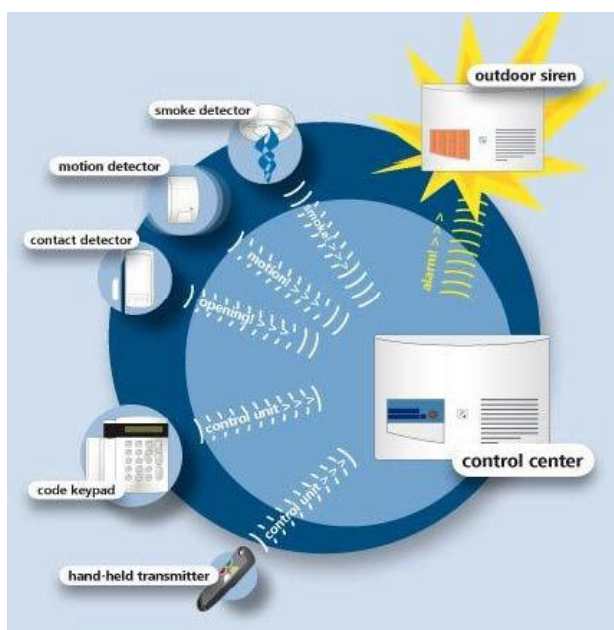 outdoor siren
smoke detector
motion detector
contact detector
smoke! >>>
motion! >>>
opening! >>>
alarm! >>>
control unit >>>
control center
code keypad
control unit >>>
hand-held transmitter